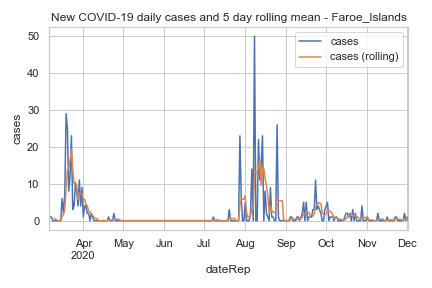 New COVID-19 daily cases and 5 day rolling mean - Faroe_Islands
cases
cases (rolling)
50
40
30
20
10
0
cases
Apr May Jun Jul Aug Sep Oct Nov Dec
2020
dateRep